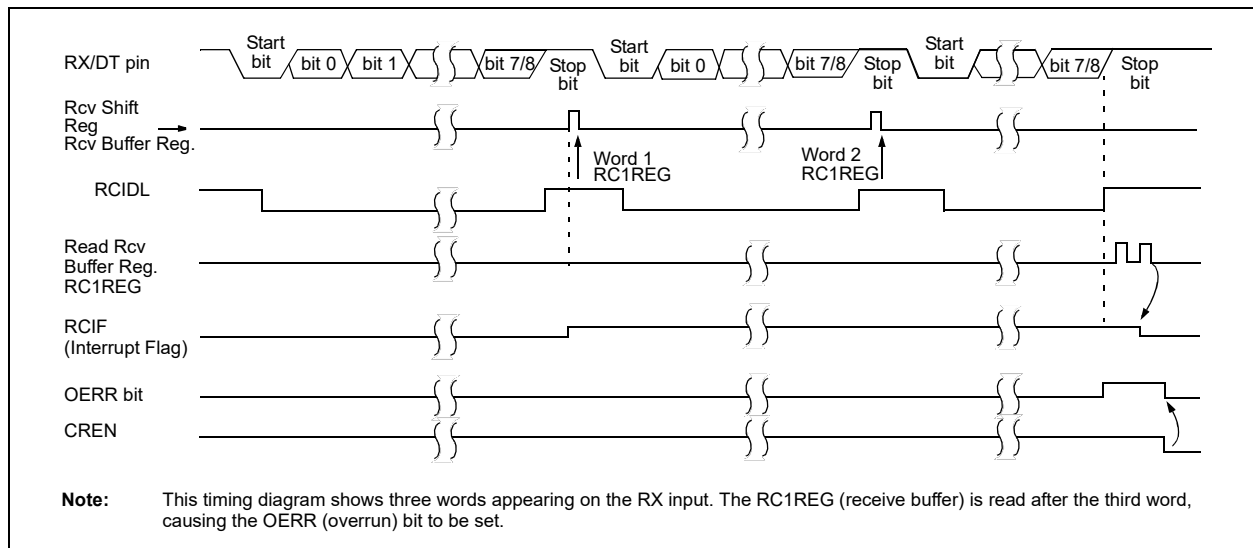 RX/DT pin
Start
bit
bit 0
bit 1
bit 7/8
Stop
bit
Start
bit
bit 0
bit 7/8
Stop
bit
Start
bit
bit 7/8
Stop
bit
Rcv Shift
Reg
Rcv Buffer Reg.
Word 1
RC1REG
Word 2
RC1REG
RCIDL
Read Rcv
Buffer Reg.
RC1REG
RCIF
(Interrupt Flag)
OERR bit
CREN
Note: This timing diagram shows three words appearing on the RX input. The RC1REG (receive buffer) is read after the third word,
causing the OERR (overrun) bit to be set.